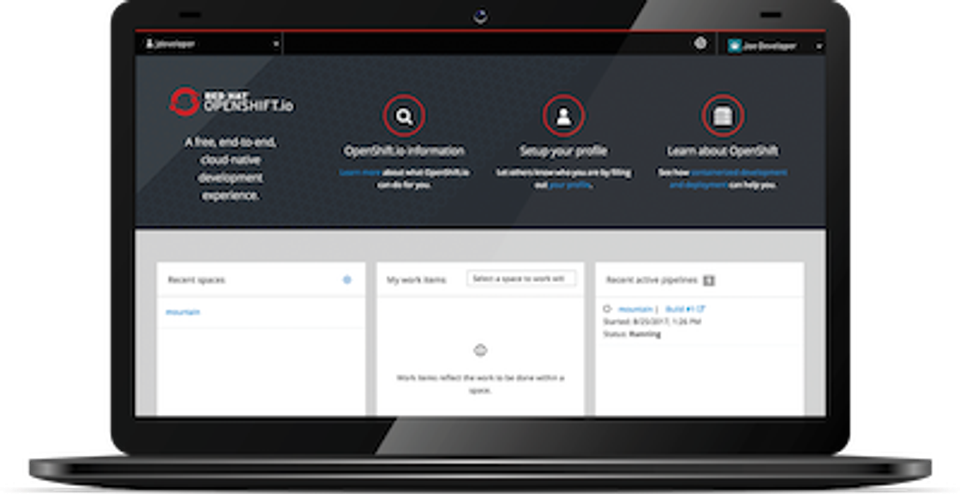 jdeveloper
Joe Developer
RED HAT
OPENSHIFT.io
A free, end-to-end,
cloud-native
development
experience.
OpenShift.io information
Learn more about what OpenShift.io
can do for you.
Setup your profile
Let others know who you are by filling
out your profile.
Learn about OpenShift
See how containerized development
and deployment can help you.
Recent spaces
mountain
My work items
Select a space to work wit
Work items reflect the work to be done within a
space.
Recent active pipelines
mountain | Build #1
Started: 8/25/2017, 1:26 PM
Status: Running